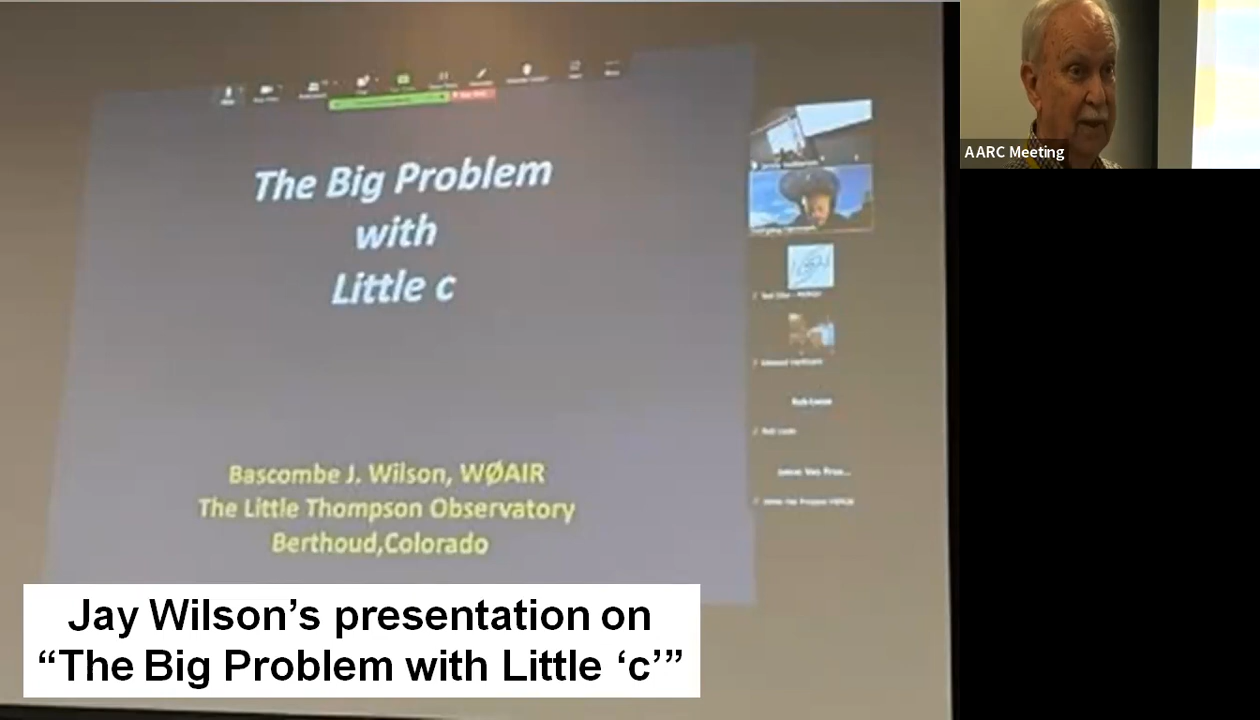 The Big Problem
with
Little c
Bascombe J. Wilson, WØAIR
The Little Thompson Observatory
Berthoud,Colorado
AARC Meeting
Jay Wilson’s presentation on
“The Big Problem with Little ‘c’”